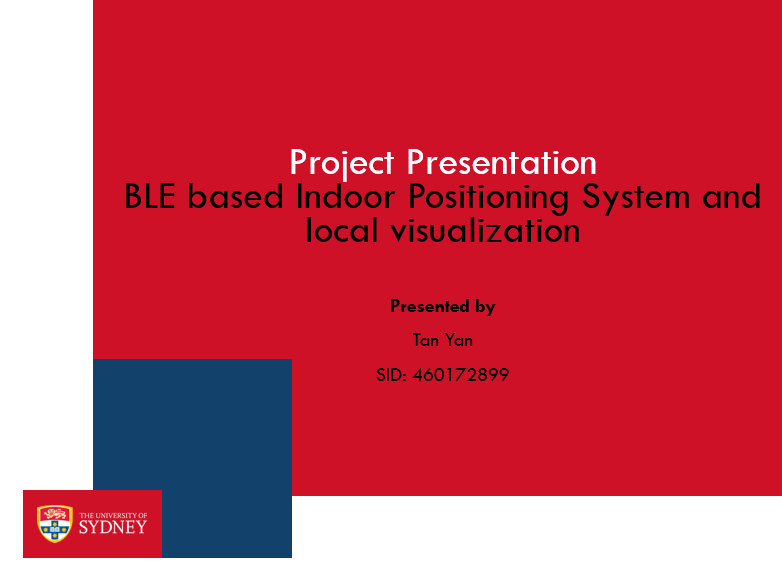 Project Presentation
BLE based Indoor Positioning System and
local visualization
Presented by
Tan Yan
SID: 460172899
THE UNIVERSITY OF
SYDNEY